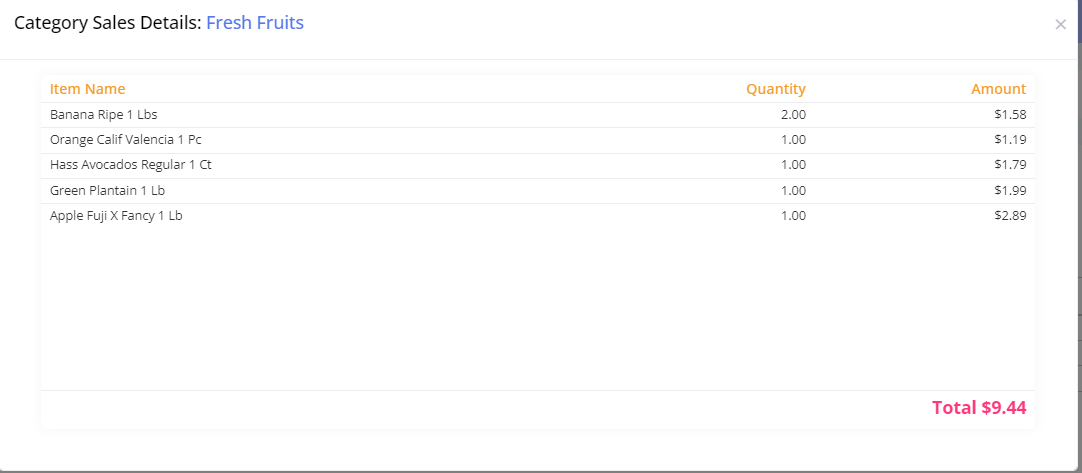 Category Sales Details: Fresh Fruits ×
Item Name Quantity Amount
Banana Ripe 1 Lbs 2.00 $1.58
Orange Calif Valencia 1 Pc 1.00 $1.19
Hass Avocados Regular 1 Ct 1.00 $1.79
Green Plantain 1 Lb 1.00 $1.99
Apple Fuji X Fancy 1 Lb 1.00 $2.89
Total $9.44